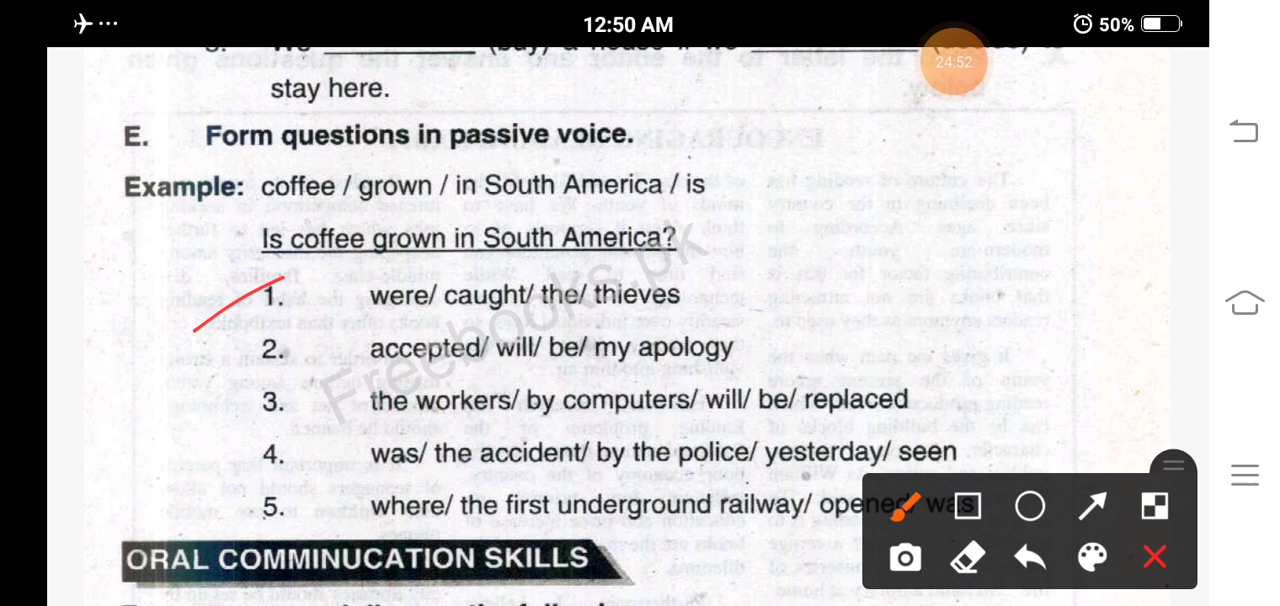 12:50 AM
50%
24:52
stay here.
E. Form questions in passive voice.
Example: coffee / grown / in South America / is
Is coffee grown in South America?
1. were/ caught/ the/ thieves
2. accepted/ will/ be/ my apology
3. the workers/ by computers/ will/ be/ replaced
4. was/ the accident/ by the police/ yesterday/ seen
5. where/ the first underground railway/ opened/ was
ORAL COMMINUCATION SKILLS
Freebooks.pk